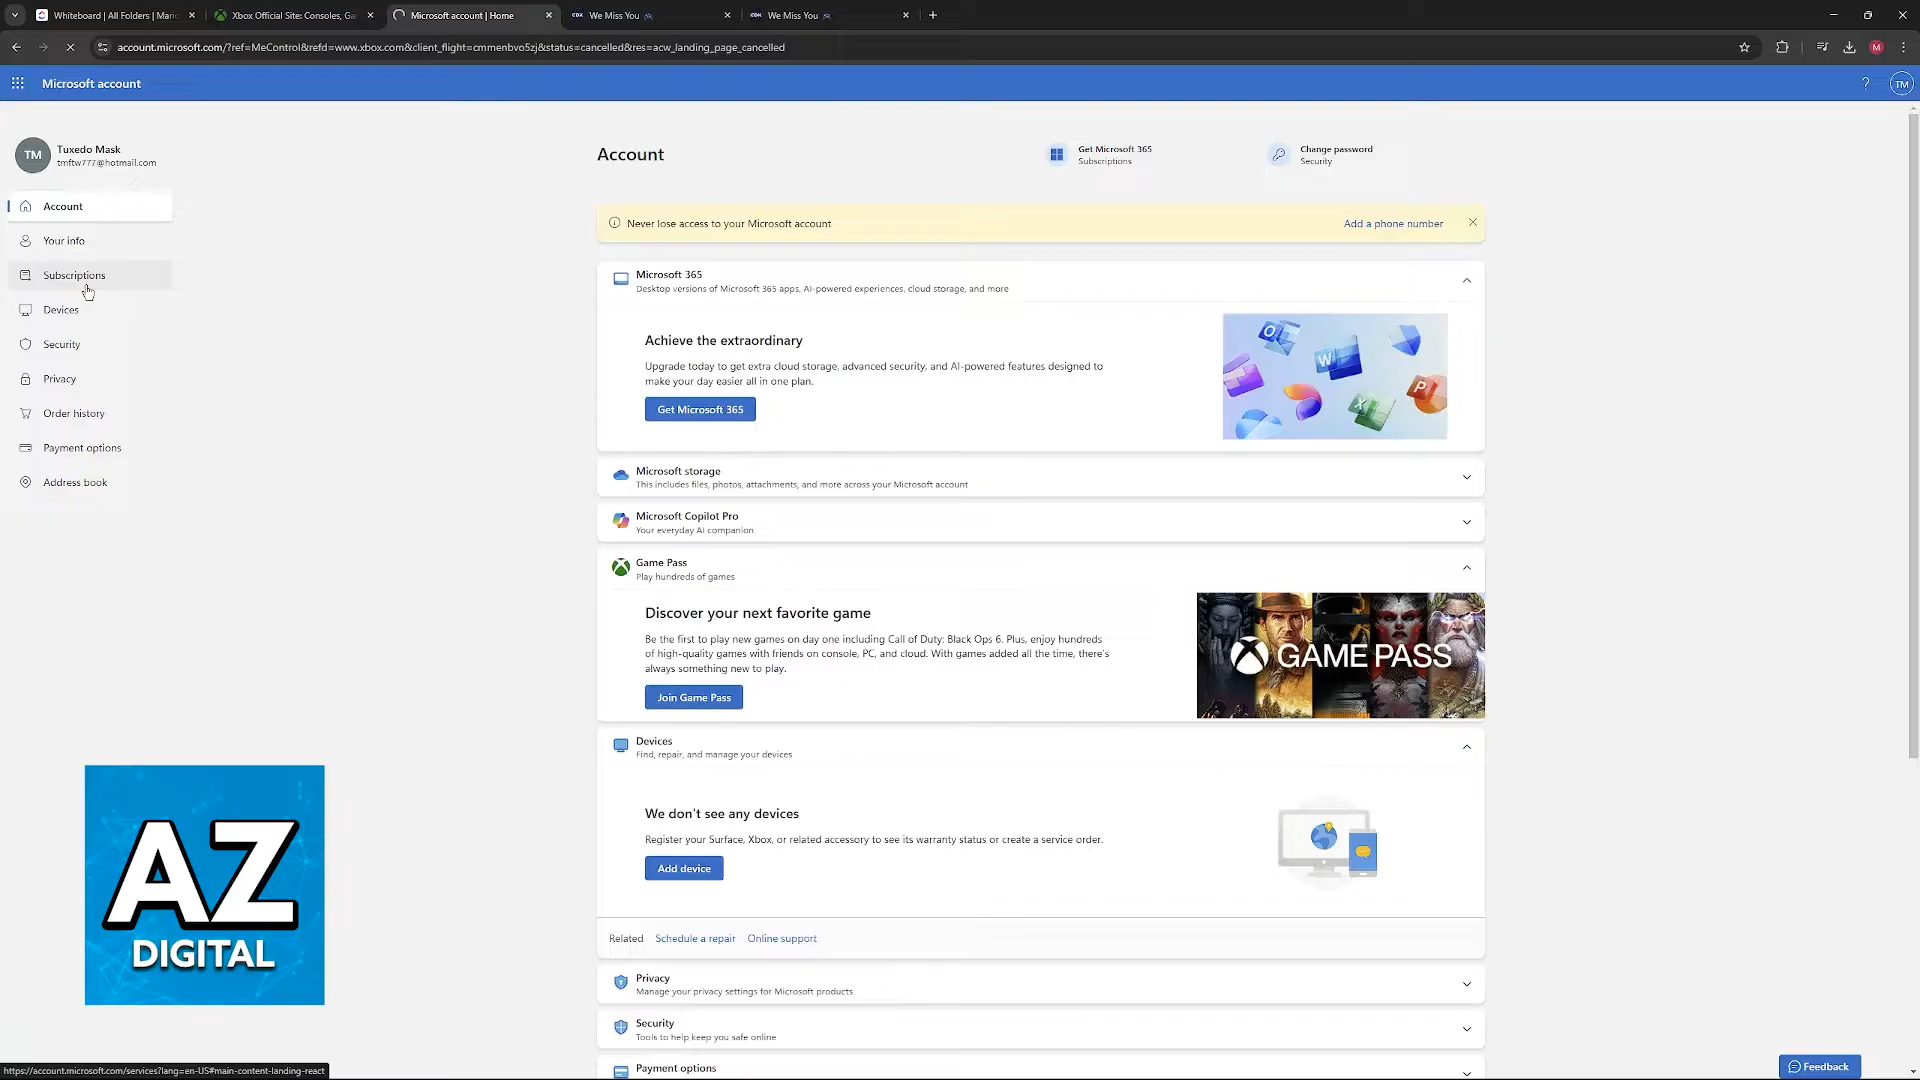 Whiteboard | All Folders | Maric
Xbox Official Site: Consoles, Ga
Microsoft account | Home
We Miss You
We Miss You
account.microsoft.com/?ref=MeControl&refd=www.xbox.com&client_flight=cmmenbvo5zj&status=cancelled&res=acw_landing_page_cancelled
M
Microsoft account
?
TM
TM
Tuxedo Mask
tmftw777@hotmail.com
Account
Your info
Subscriptions
Devices
Security
Privacy
Order history
Payment options
Address book
Account
Get Microsoft 365
Subscriptions
Change password
Security
Never lose access to your Microsoft account
Add a phone number
Microsoft 365
Desktop versions of Microsoft 365 apps, AI-powered experiences, cloud storage, and more
Achieve the extraordinary
Upgrade today to get extra cloud storage, advanced security, and AI-powered features designed to
make your day easier all in one plan.
Get Microsoft 365
Microsoft storage
This includes files, photos, attachments, and more across your Microsoft account
Microsoft Copilot Pro
Your everyday AI companion
Game Pass
Play hundreds of games
Discover your next favorite game
Be the first to play new games on day one including Call of Duty: Black Ops 6. Plus, enjoy hundreds
of high-quality games with friends on console, PC, and cloud. With games added all the time, there's
always something new to play.
Join Game Pass
GAME PASS
Devices
Find, repair, and manage your devices
We don't see any devices
Register your Surface, Xbox, or related accessory to see its warranty status or create a service order.
Add device
Related Schedule a repair Online support
Privacy
Manage your privacy settings for Microsoft products
Security
Tools to help keep you safe online
Payment options
AZ
DIGITAL
Feedback
https://account.microsoft.com/services?lang=en-US#main-content-landing-react